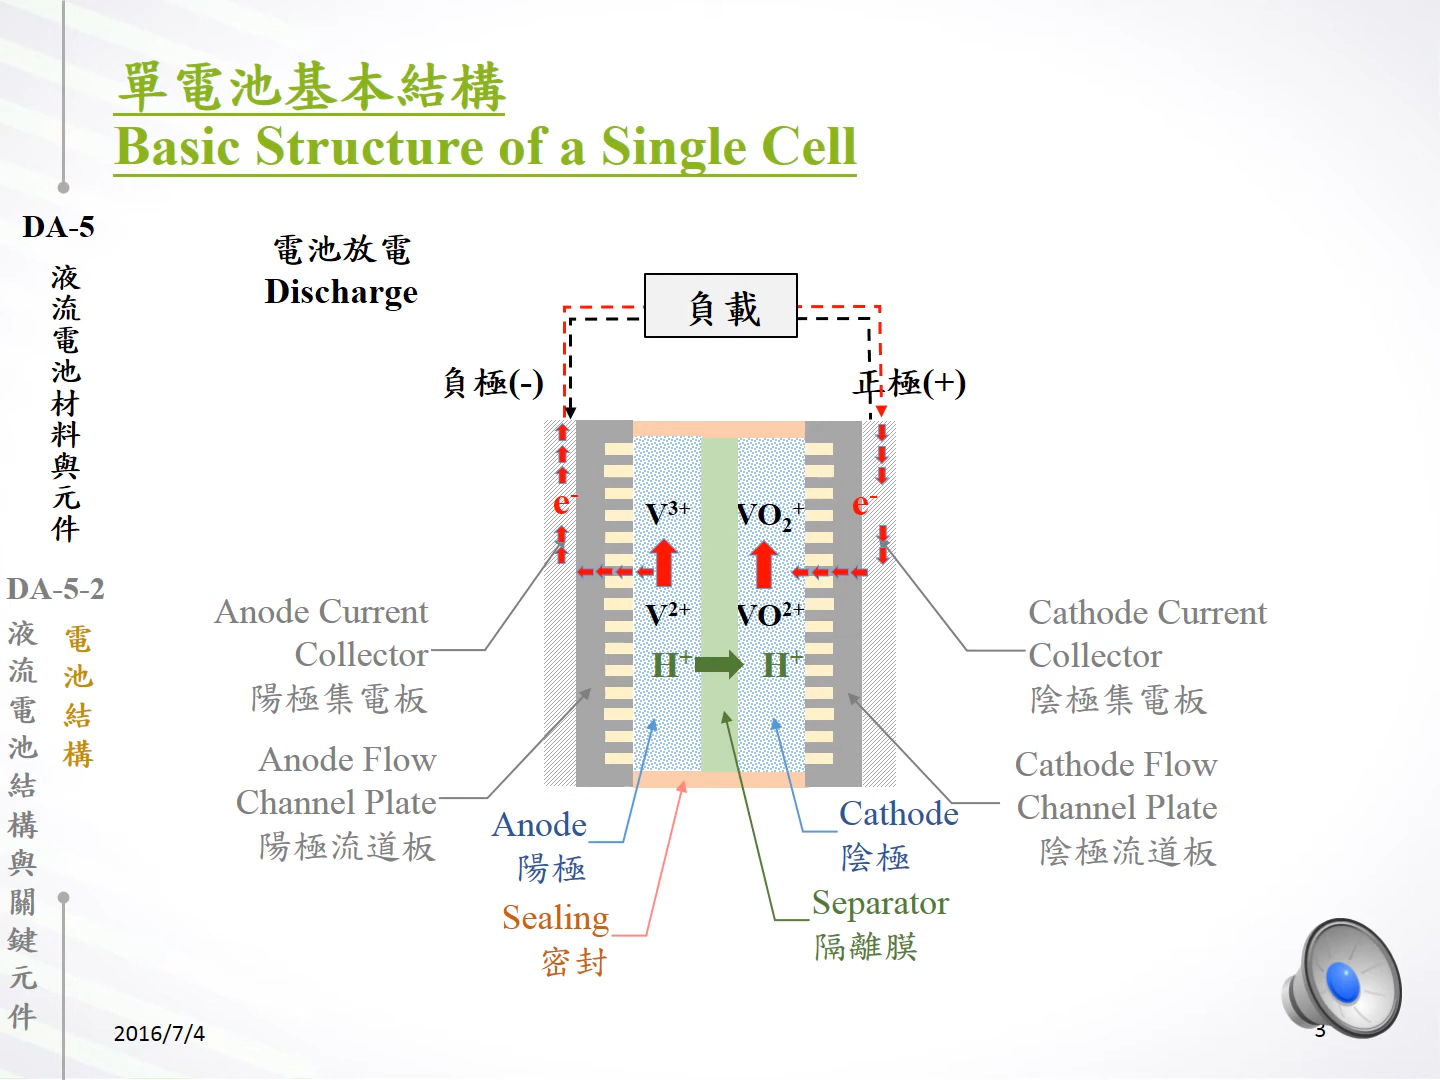 單電池基本結構
Basic Structure of a Single Cell
DA-5
液流電池材料與元件
DA-5-2
液流電池結構與關鍵元件
電池結構
電池放電
Discharge
負載
負極(-)
正極(+)
e-
e-
V3+
VO2+
V2+
VO2+
H+
H+
Anode Current
Collector
陽極集電板
Anode Flow
Channel Plate
陽極流道板
Cathode Current
Collector
陰極集電板
Cathode Flow
Channel Plate
陰極流道板
Anode
陽極
Cathode
陰極
Sealing
密封
Separator
隔離膜
2016/7/4
3